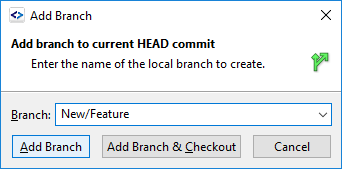 Add Branch
Add branch to current HEAD commit
Enter the name of the local branch to create.
Branch: New/Feature
Add Branch Add Branch & Checkout Cancel